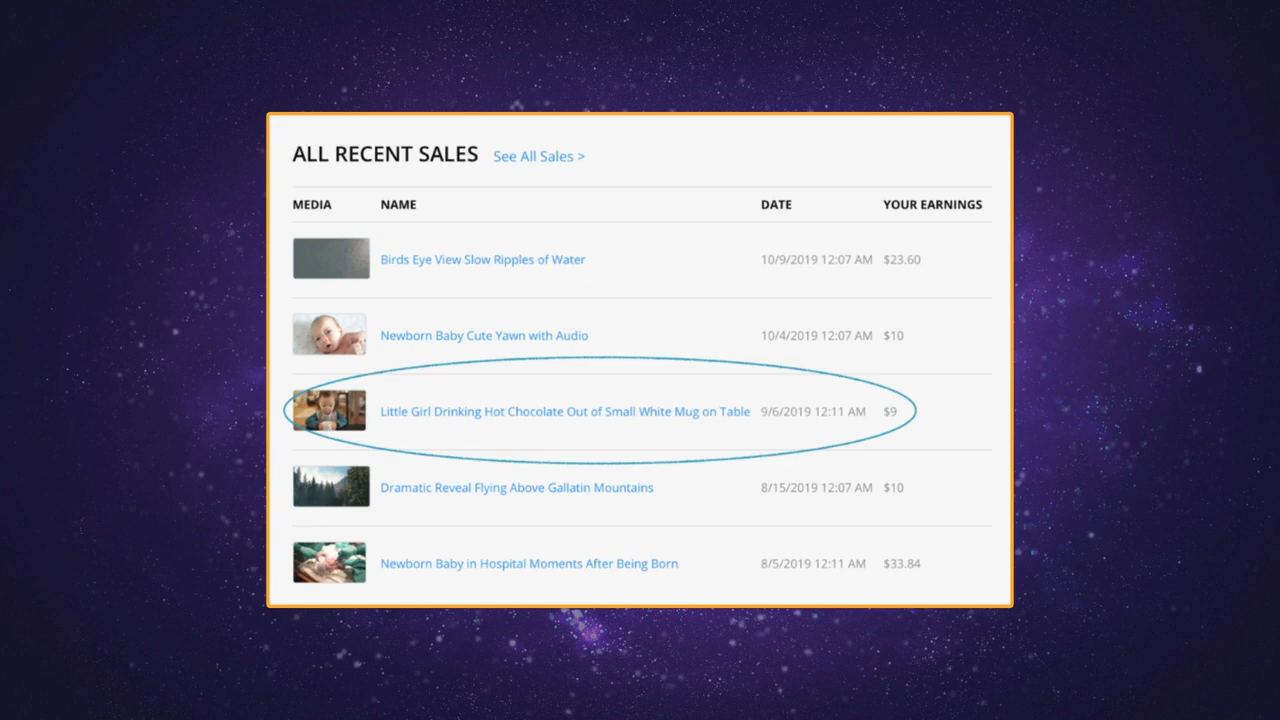 ALL RECENT SALES See All Sales >
MEDIA NAME DATE YOUR EARNINGS
Birds Eye View Slow Ripples of Water 10/9/2019 12:07 AM $23.60
Newborn Baby Cute Yawn with Audio 10/4/2019 12:07 AM $10
Little Girl Drinking Hot Chocolate Out of Small White Mug on Table 9/6/2019 12:11 AM $9
Dramatic Reveal Flying Above Gallatin Mountains 8/15/2019 12:07 AM $10
Newborn Baby in Hospital Moments After Being Born 8/5/2019 12:11 AM $33.84